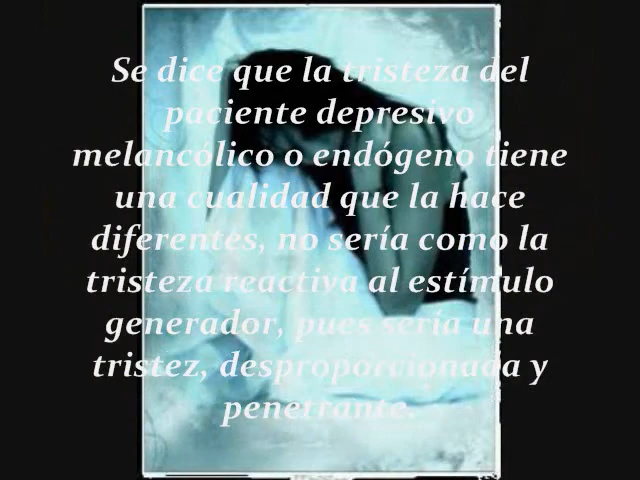 Se dice que la tristeza del
paciente depresivo
melancólico o endógeno tiene
una cualidad que la hace
diferentes, no sería como la
tristeza reactiva al estímulo
generador, pues sería una
tristez, desproporcionada y
penetrante.